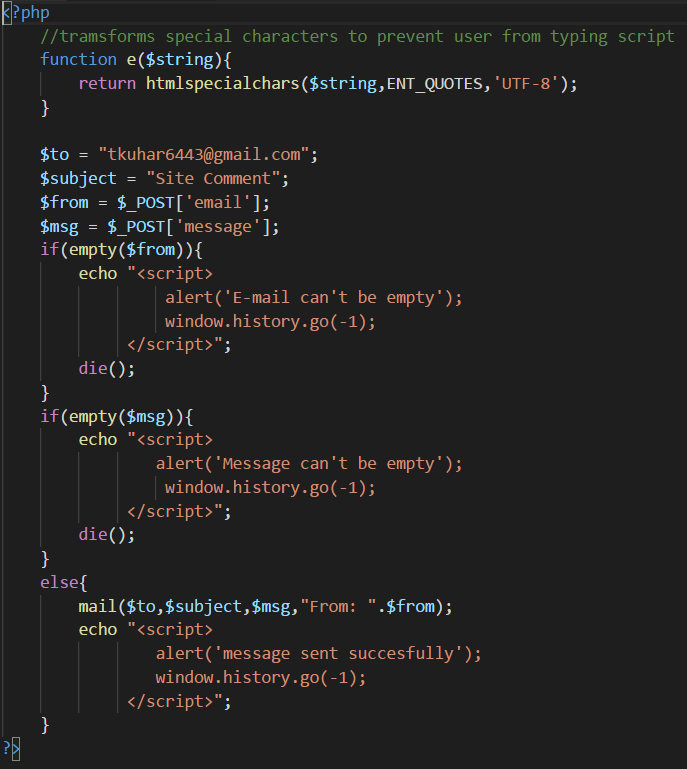 <?php
//tramsforms special characters to prevent user from typing script
function e($string){
return htmlspecialchars($string,ENT_QUOTES,'UTF-8');
}
$to = "tkuhar6443@gmail.com";
$subject = "Site Comment";
$from = $_POST['email'];
$msg = $_POST['message'];
if(empty($from)){
echo "<script>
alert('E-mail can't be empty');
window.history.go(-1);
</script>";
die();
}
if(empty($msg)){
echo "<script>
alert('Message can't be empty');
window.history.go(-1);
</script>";
die();
}
else{
mail($to,$subject,$msg,"From: ".$from);
echo "<script>
alert('message sent succesfully');
window.history.go(-1);
</script>";
}
?>